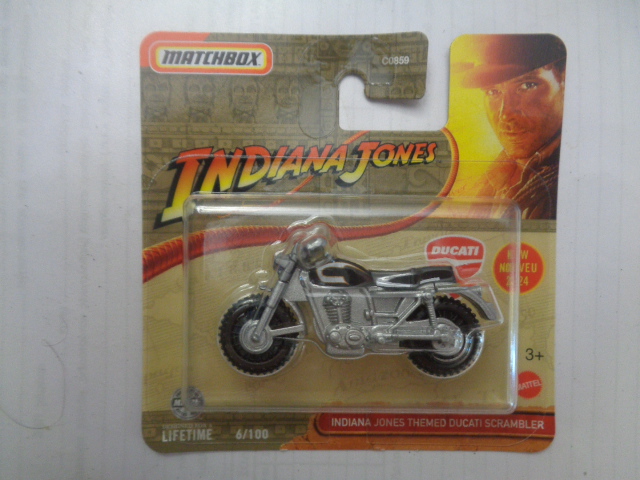 MATCHBOX
C0859
INDIANA JONES
DUCATI
NEW
NOUVEAU
2024
3+
MATTEL
LIFETIME 6/100
INDIANA JONES THEMED DUCATI SCRAMBLER